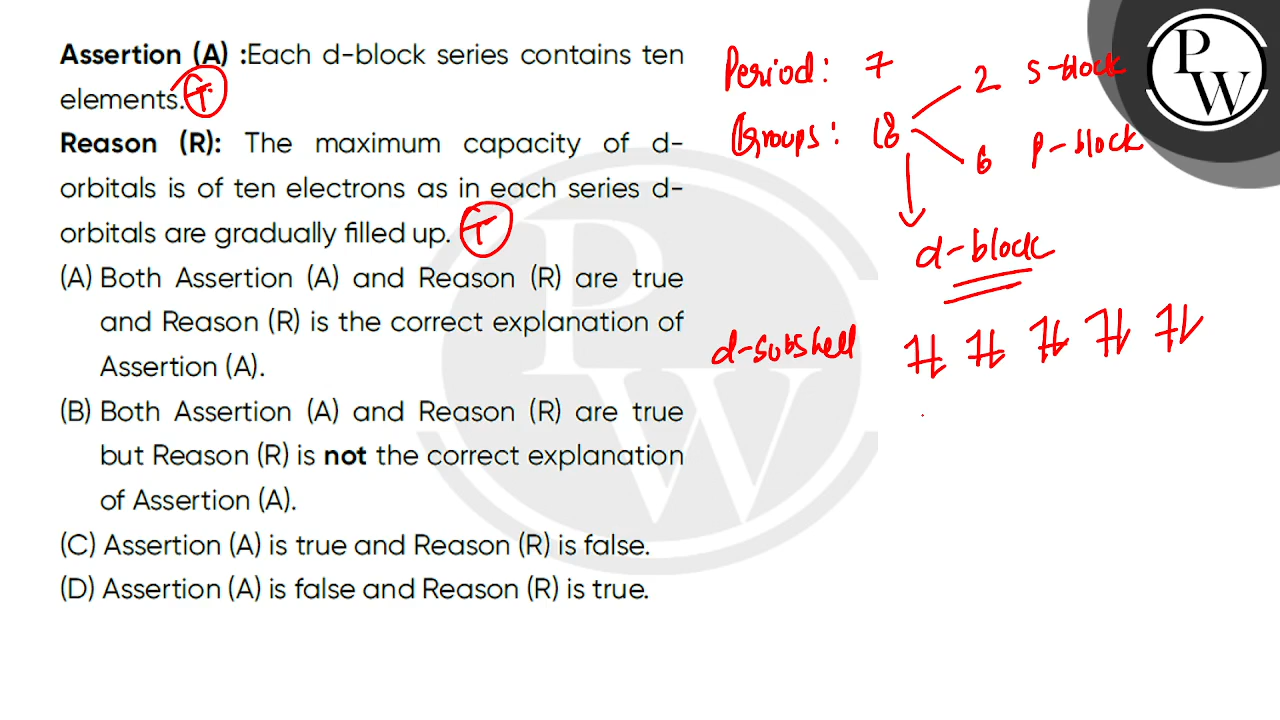 Assertion (A) :Each d-block series contains ten
elements. T
Reason (R): The maximum capacity of d-
orbitals is of ten electrons as in each series d-
orbitals are gradually filled up. T
(A) Both Assertion (A) and Reason (R) are true
and Reason (R) is the correct explanation of
Assertion (A).
(B) Both Assertion (A) and Reason (R) are true
but Reason (R) is not the correct explanation
of Assertion (A).
(C) Assertion (A) is true and Reason (R) is false.
(D) Assertion (A) is false and Reason (R) is true.
Period: 7
2 s-block
Groups: 18
6 p-block
d-block
d-subshell
P
W
P
W